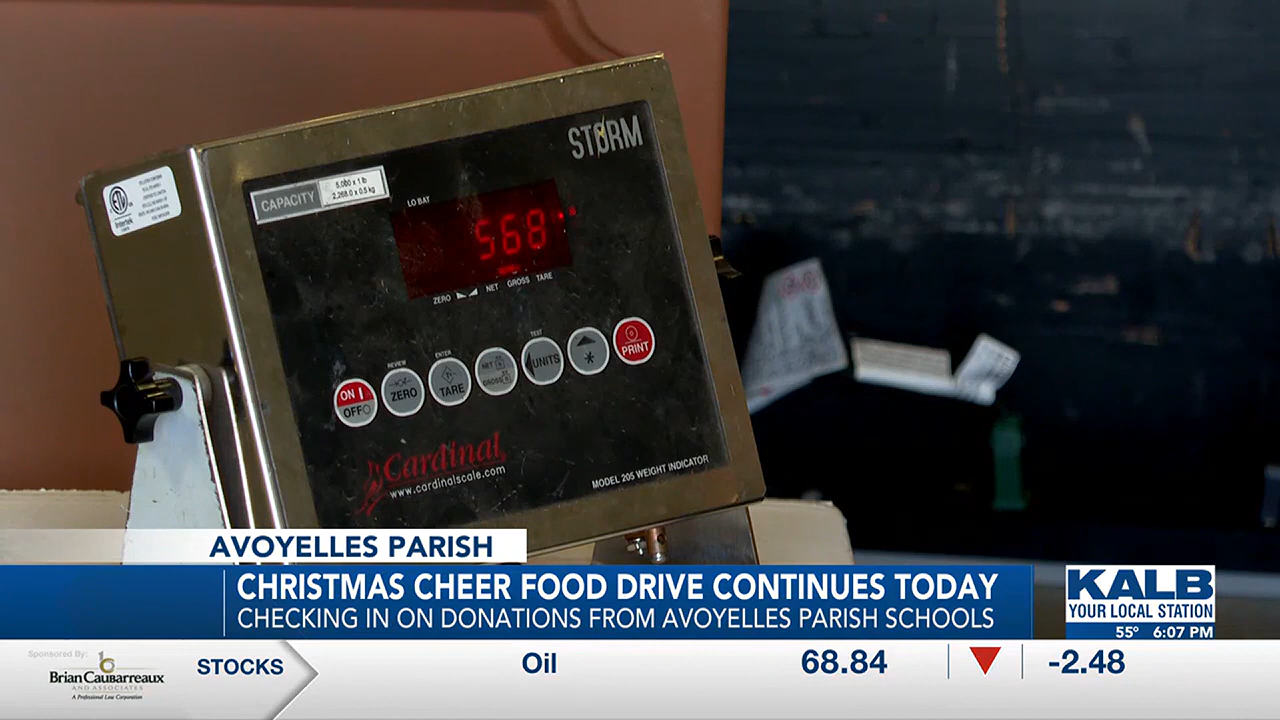 STORM
Intertek
CAPACITY
5,000 x 1 lb
2,268.0 x 0.5 kg
LO BAT
568
ZERO NET GROSS TARE
REVIEW ENTER TEST
ON OFF ZERO TARE NET GROSS UNITS * PRINT
Cardinal
www.cardinalscale.com
MODEL 205 WEIGHT INDICATOR
AVOYELLES PARISH
CHRISTMAS CHEER FOOD DRIVE CONTINUES TODAY
CHECKING IN ON DONATIONS FROM AVOYELLES PARISH SCHOOLS
KALB
YOUR LOCAL STATION
55° 6:07 PM
Sponsored By:
Brian Caubarreaux
AND ASSOCIATES
A Professional Law Corporation
STOCKS
Oil 68.84 -2.48